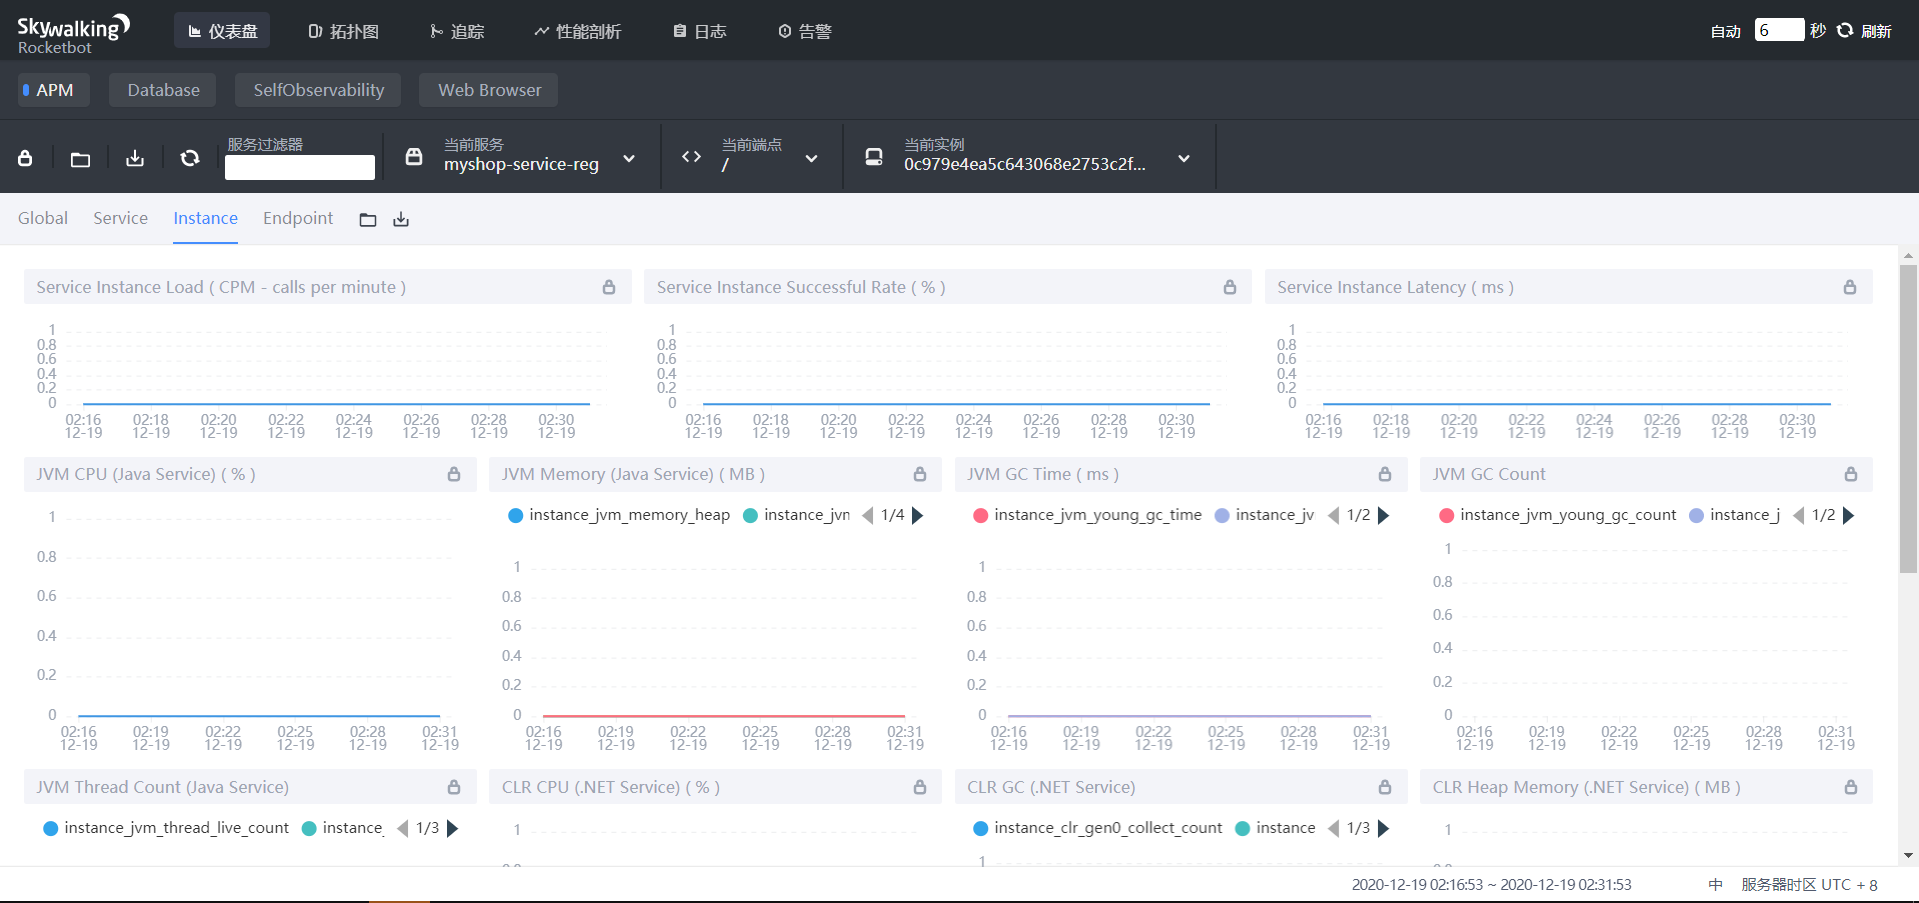 Skywalking
Rocketbot
仪表盘 拓扑图 追踪 性能剖析 日志 告警
自动 6 秒 刷新
APM Database SelfObservability Web Browser
服务过滤器
当前服务
myshop-service-reg
当前端点
/
当前实例
0c979e4ea5c643068e2753c2f...
Global Service Instance Endpoint
Service Instance Load ( CPM - calls per minute )
1
0.8
0.6
0.4
0.2
0
02:16 02:18 02:20 02:22 02:24 02:26 02:28 02:30
12-19 12-19 12-19 12-19 12-19 12-19 12-19 12-19
Service Instance Successful Rate ( % )
1
0.8
0.6
0.4
0.2
0
02:16 02:18 02:20 02:22 02:24 02:26 02:28 02:30
12-19 12-19 12-19 12-19 12-19 12-19 12-19 12-19
Service Instance Latency ( ms )
1
0.8
0.6
0.4
0.2
0
02:16 02:18 02:20 02:22 02:24 02:26 02:28 02:30
12-19 12-19 12-19 12-19 12-19 12-19 12-19 12-19
JVM CPU (Java Service) ( % )
1
0.8
0.6
0.4
0.2
0
02:16 02:19 02:22 02:25 02:28 02:31
12-19 12-19 12-19 12-19 12-19 12-19
JVM Memory (Java Service) ( MB )
instance_jvm_memory_heap instance_jvm 1/4
1
0.8
0.6
0.4
0.2
0
02:16 02:19 02:22 02:25 02:28 02:31
12-19 12-19 12-19 12-19 12-19 12-19
JVM GC Time ( ms )
instance_jvm_young_gc_time instance_jv 1/2
1
0.8
0.6
0.4
0.2
0
02:16 02:19 02:22 02:25 02:28 02:31
12-19 12-19 12-19 12-19 12-19 12-19
JVM GC Count
instance_jvm_young_gc_count instance_j 1/2
1
0.8
0.6
0.4
0.2
0
02:16 02:19 02:22 02:25 02:28 02:31
12-19 12-19 12-19 12-19 12-19 12-19
JVM Thread Count (Java Service)
instance_jvm_thread_live_count instance_ 1/3
CLR CPU (.NET Service) ( % )
1
CLR GC (.NET Service)
instance_clr_gen0_collect_count instance 1/3
1
CLR Heap Memory (.NET Service) ( MB )
1
2020-12-19 02:16:53 ~ 2020-12-19 02:31:53 中 服务器时区 UTC + 8